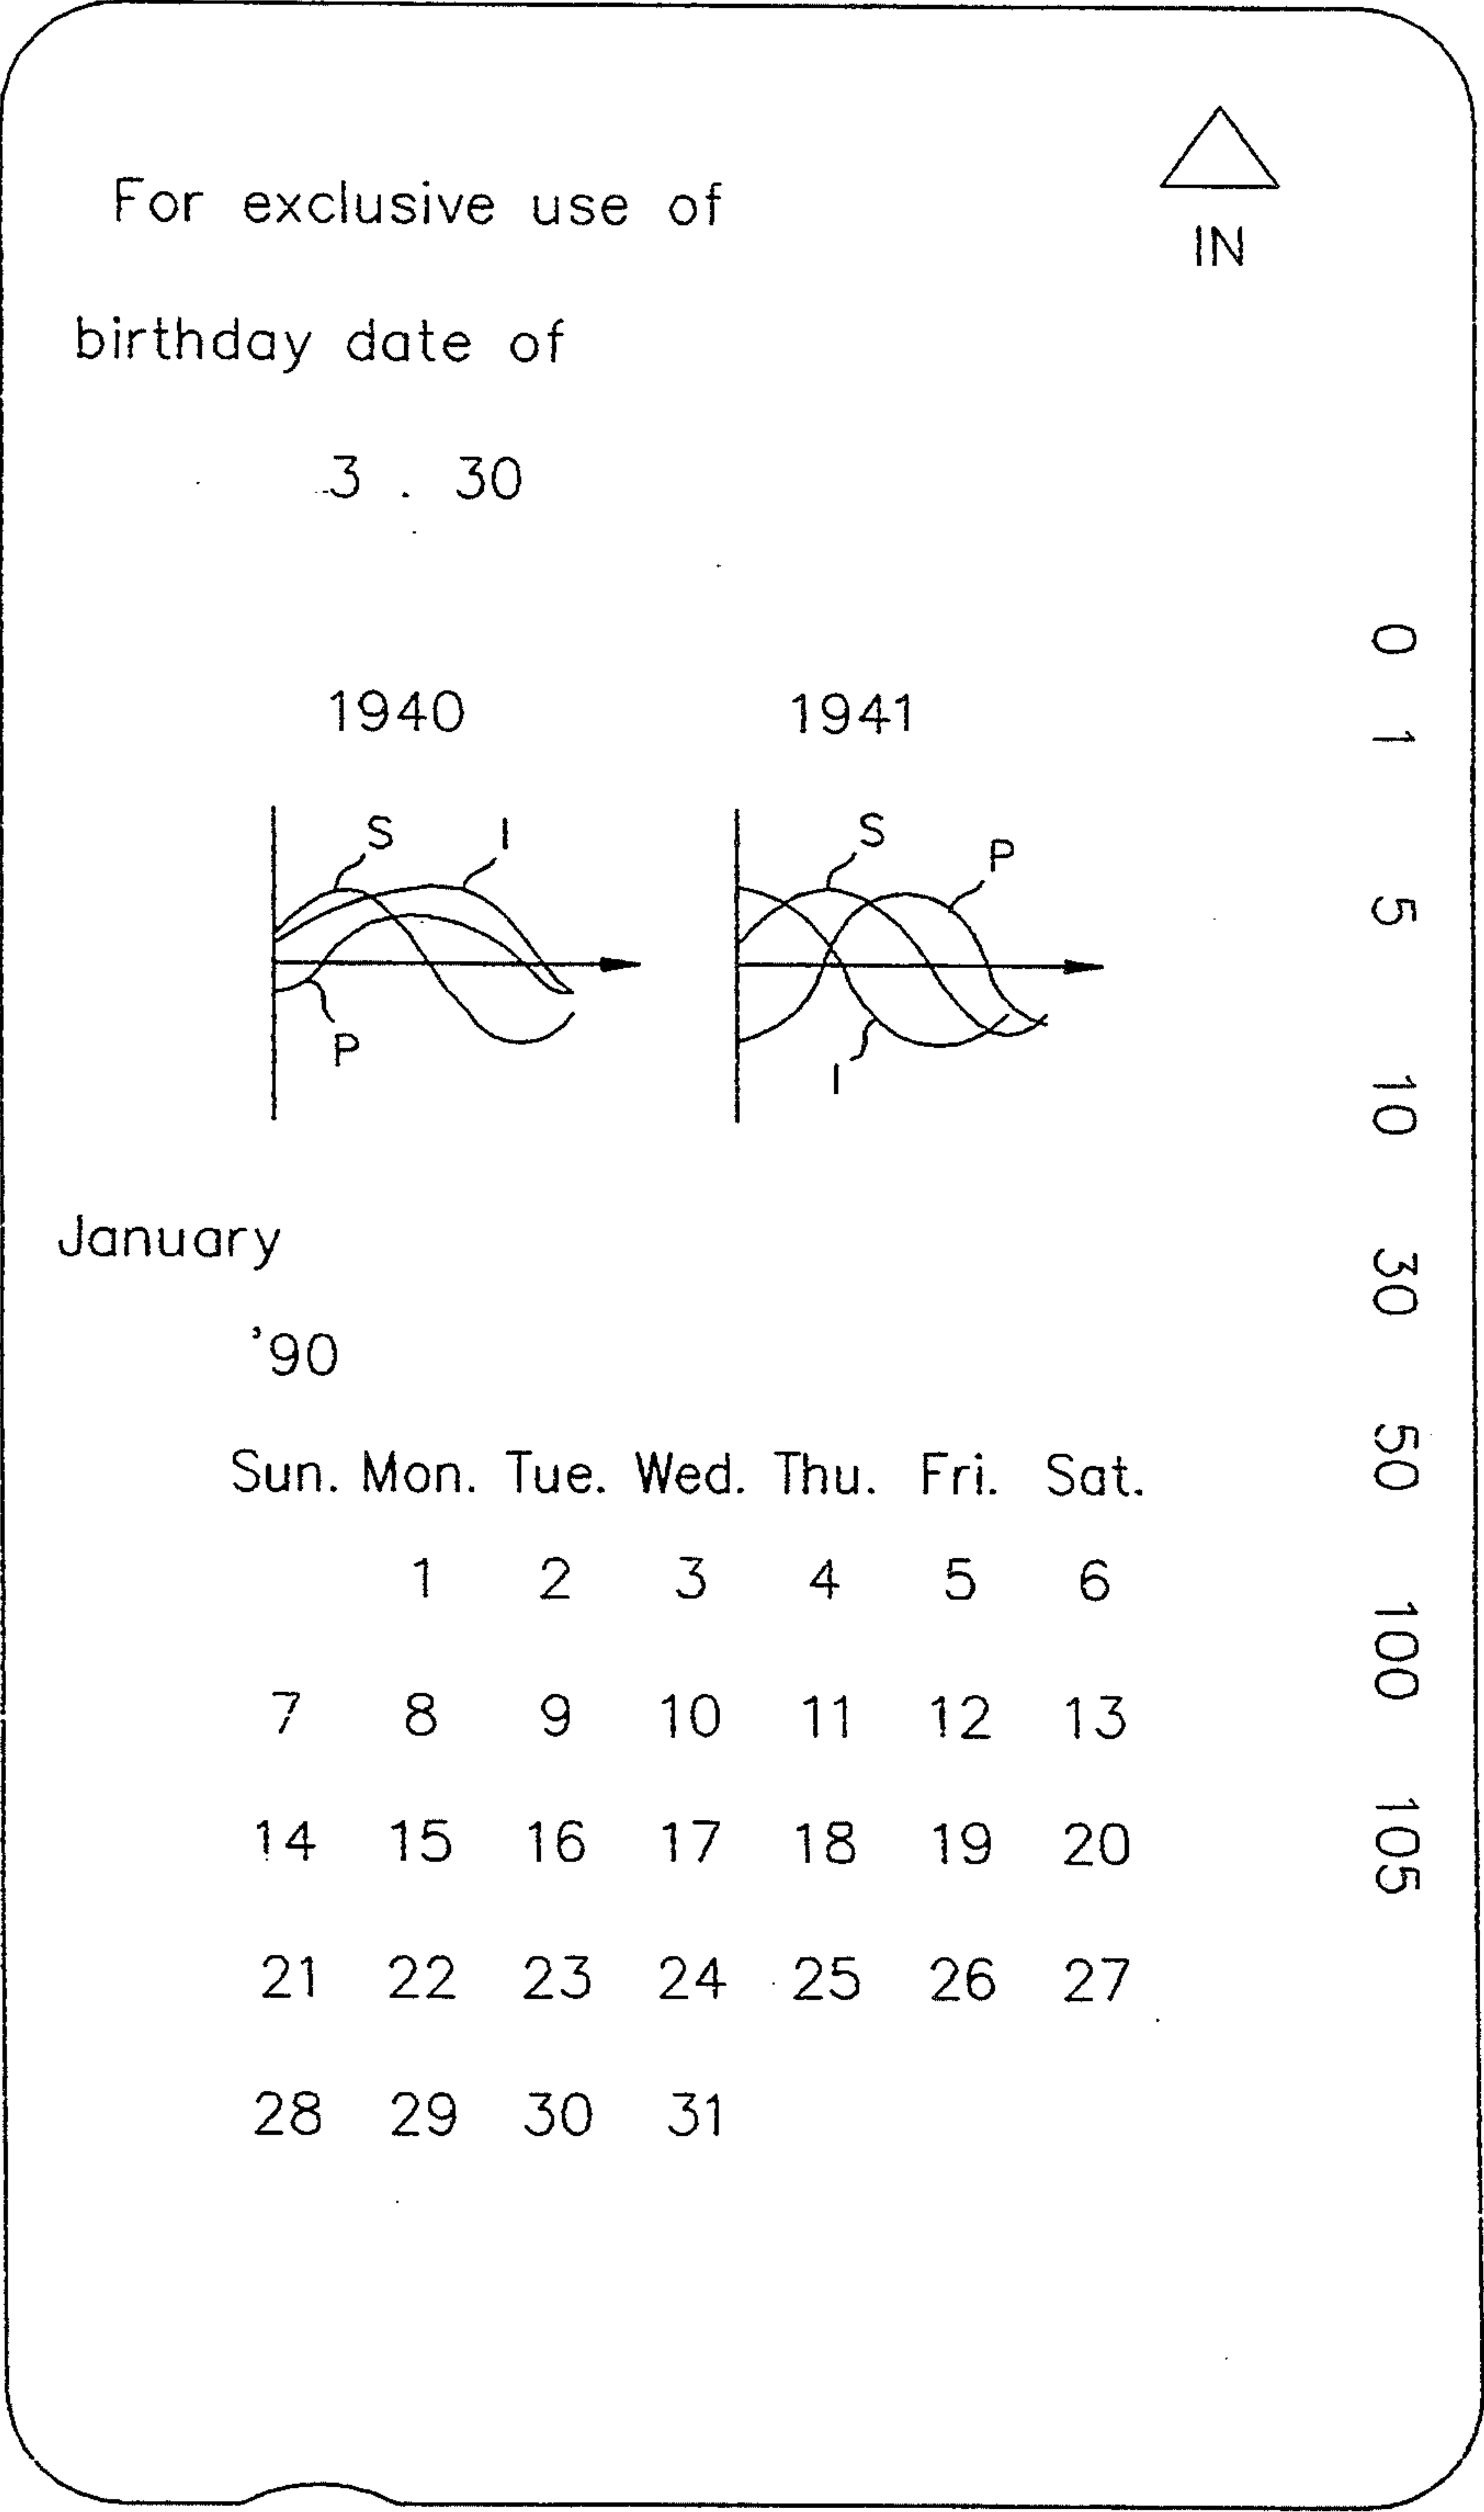 For exclusive use of
IN
birthday date of
3 . 30
1940 1941
S I
P
S P
I
January
'90
Sun. Mon. Tue. Wed. Thu. Fri. Sat.
1 2 3 4 5 6
7 8 9 10 11 12 13
14 15 16 17 18 19 20
21 22 23 24 25 26 27
28 29 30 31
0 1 5 10 30 50 100 105